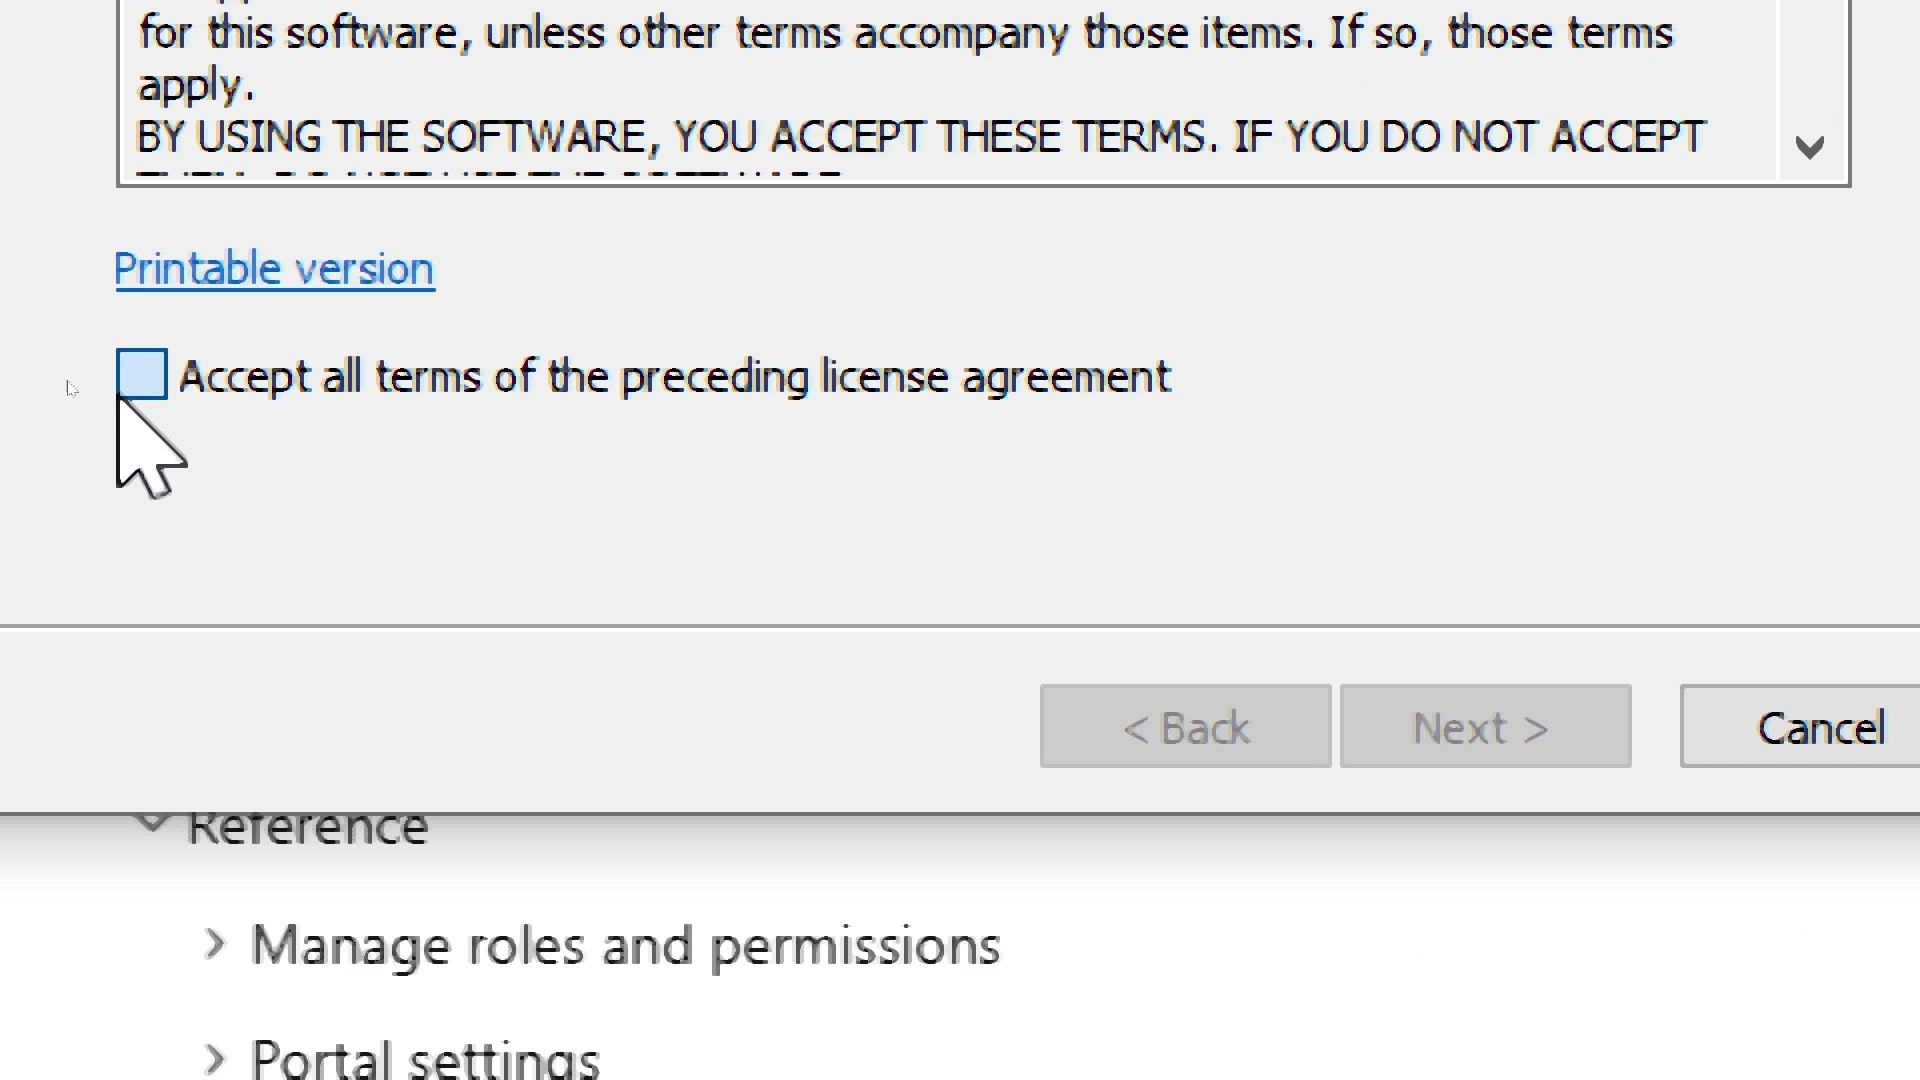 for this software, unless other terms accompany those items. If so, those terms
apply.
BY USING THE SOFTWARE, YOU ACCEPT THESE TERMS. IF YOU DO NOT ACCEPT
Printable version
Accept all terms of the preceding license agreement
< Back
Next >
Cancel
Reference
Manage roles and permissions
Portal settings